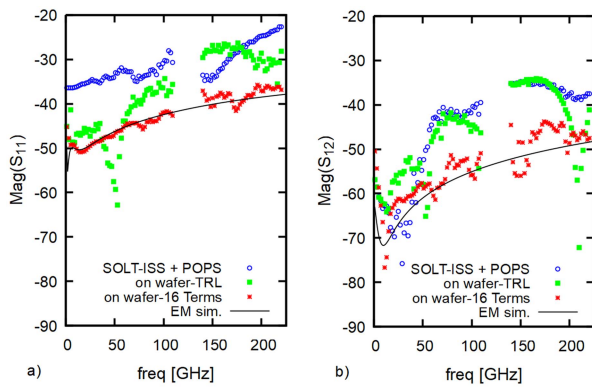 -20
-30
-40
-50
-60
-70
-80
-90
Mag(S11)
SOLT-ISS + POPS
on wafer-TRL
on wafer-16 Terms
EM sim.
0 50 100 150 200
a) freq [GHz]
-20
-30
-40
-50
-60
-70
-80
-90
Mag(S12)
SOLT-ISS + POPS
on wafer-TRL
on wafer-16 Terms
EM sim.
0 50 100 150 200
b) freq [GHz]